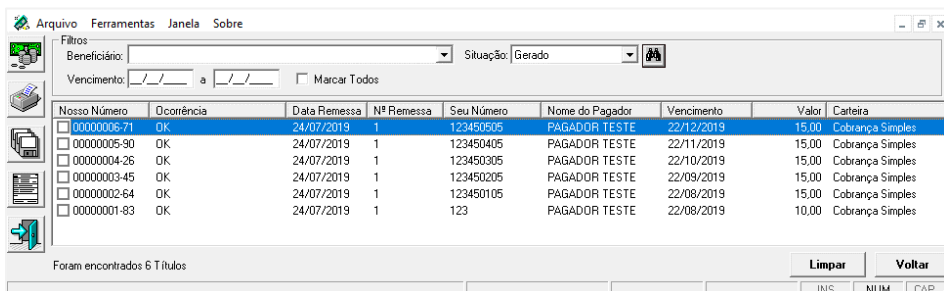 Arquivo Ferramentas Janela Sobre
Filtros
Beneficiário: Situação: Gerado
Vencimento: __/__/____ a __/__/____ Marcar Todos
Nosso Número Ocorrência Data Remessa Nº Remessa Seu Número Nome do Pagador Vencimento Valor Carteira
00000006-71 OK 24/07/2019 1 123450505 PAGADOR TESTE 22/12/2019 15,00 Cobrança Simples
00000005-90 OK 24/07/2019 1 123450405 PAGADOR TESTE 22/11/2019 15,00 Cobrança Simples
00000004-26 OK 24/07/2019 1 123450305 PAGADOR TESTE 22/10/2019 15,00 Cobrança Simples
00000003-45 OK 24/07/2019 1 123450205 PAGADOR TESTE 22/09/2019 15,00 Cobrança Simples
00000002-64 OK 24/07/2019 1 123450105 PAGADOR TESTE 22/08/2019 15,00 Cobrança Simples
00000001-83 OK 24/07/2019 1 123 PAGADOR TESTE 22/08/2019 10,00 Cobrança Simples
Foram encontrados 6 Títulos Limpar Voltar
INS NUM CAP